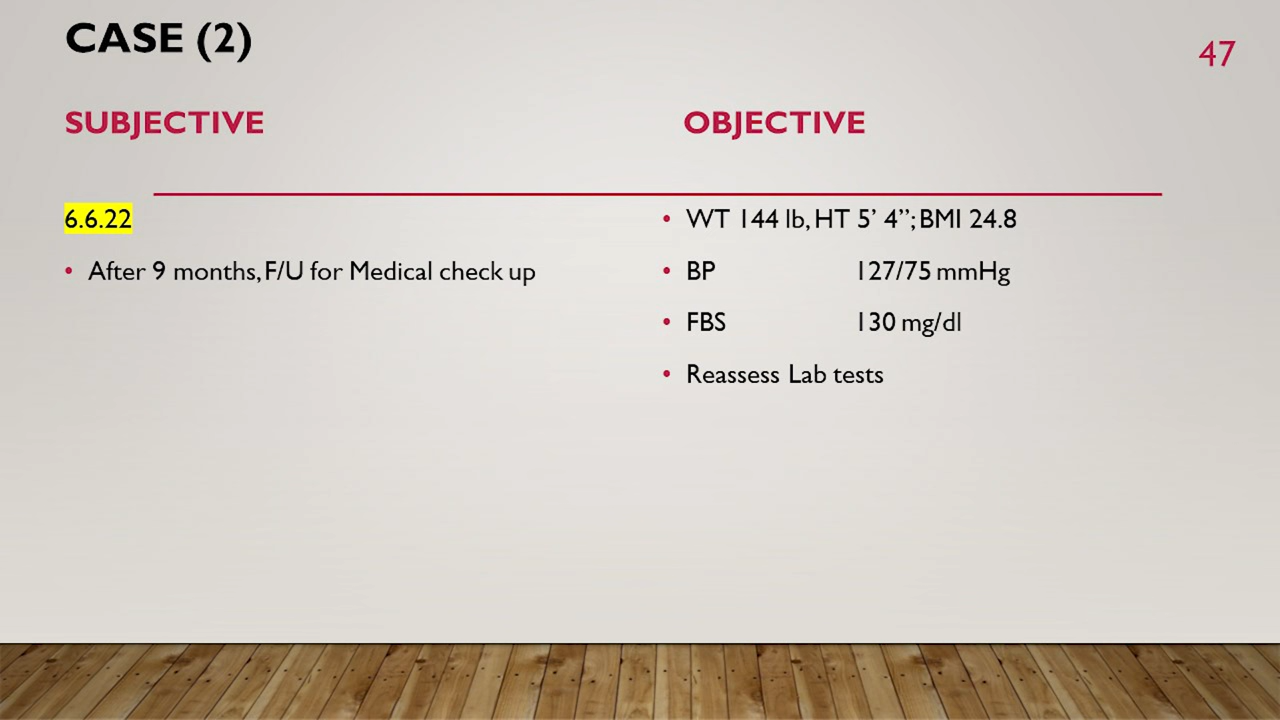 CASE (2)
47
SUBJECTIVE
6.6.22
• After 9 months, F/U for Medical check up
OBJECTIVE
• WT 144 lb, HT 5’ 4’’; BMI 24.8
• BP 127/75 mmHg
• FBS 130 mg/dl
• Reassess Lab tests